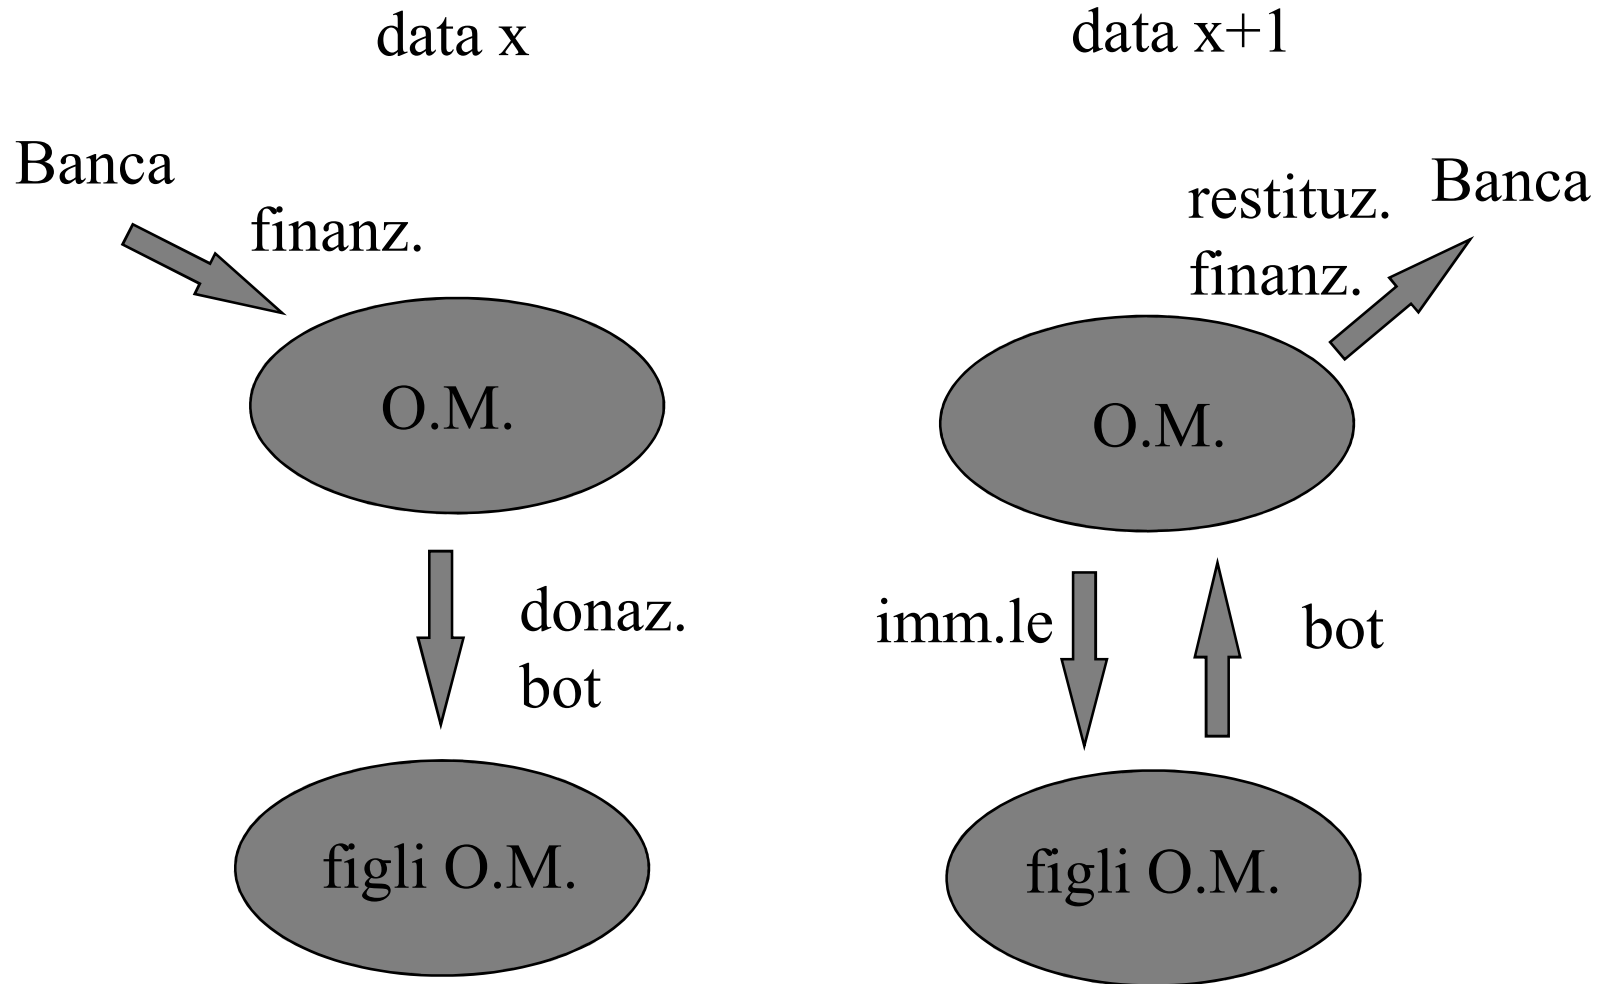 data x
Banca
finanz.
O.M.
donaz.
bot
figli O.M.
data x+1
restituz.
finanz.
Banca
O.M.
imm.le
bot
figli O.M.